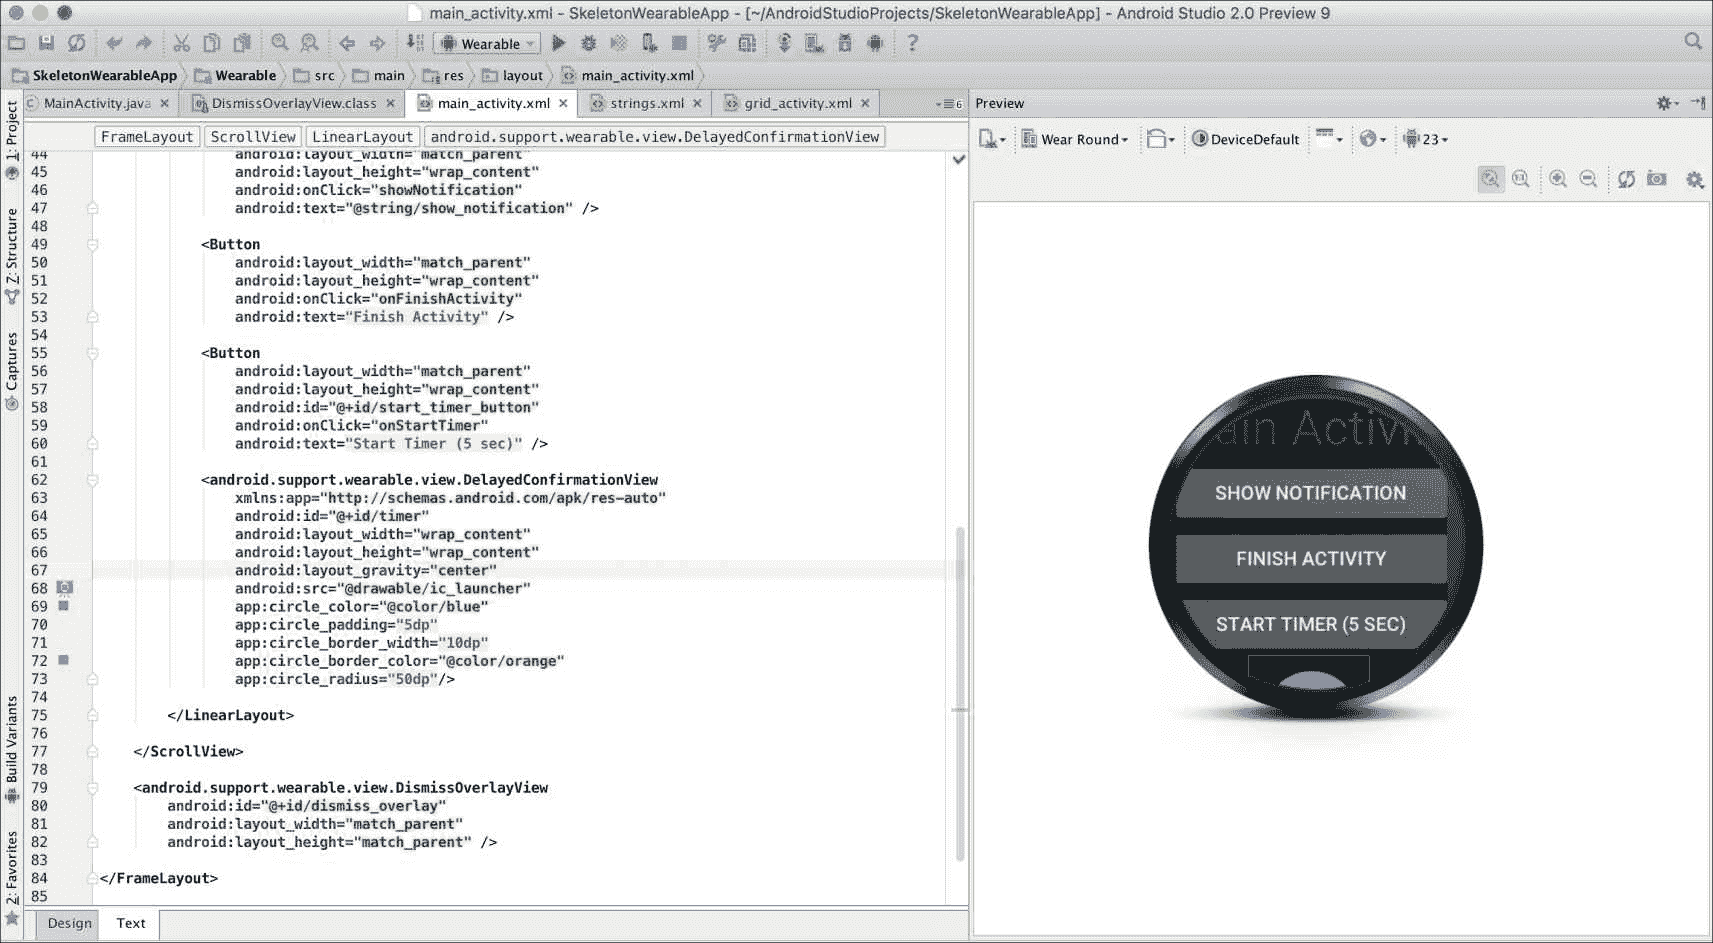 main_activity.xml - SkeletonWearableApp - [~/AndroidStudioProjects/SkeletonWearableApp] - Android Studio 2.0 Preview 9
Wearable
SkeletonWearableApp Wearable src main res layout main_activity.xml
MainActivity.java DismissOverlayView.class main_activity.xml strings.xml grid_activity.xml 6
FrameLayout ScrollView LinearLayout android.support.wearable.view.DelayedConfirmationView
1: Project
Z: Structure
Captures
Build Variants
2: Favorites
44 android:layout_width="match_parent"
45 android:layout_height="wrap_content"
46 android:onClick="showNotification"
47 android:text="@string/show_notification" />
48
49 <Button
50 android:layout_width="match_parent"
51 android:layout_height="wrap_content"
52 android:onClick="onFinishActivity"
53 android:text="Finish Activity" />
54
55 <Button
56 android:layout_width="match_parent"
57 android:layout_height="wrap_content"
58 android:id="@+id/start_timer_button"
59 android:onClick="onStartTimer"
60 android:text="Start Timer (5 sec)" />
61
62 <android.support.wearable.view.DelayedConfirmationView
63 xmlns:app="http://schemas.android.com/apk/res-auto"
64 android:id="@+id/timer"
65 android:layout_width="wrap_content"
66 android:layout_height="wrap_content"
67 android:layout_gravity="center"
68 android:src="@drawable/ic_launcher"
69 app:circle_color="@color/blue"
70 app:circle_padding="5dp"
71 app:circle_border_width="10dp"
72 app:circle_border_color="@color/orange"
73 app:circle_radius="50dp"/>
74
75 </LinearLayout>
76
77 </ScrollView>
78
79 <android.support.wearable.view.DismissOverlayView
80 android:id="@+id/dismiss_overlay"
81 android:layout_width="match_parent"
82 android:layout_height="match_parent" />
83
84 </FrameLayout>
85
Design Text
Preview
Wear Round DeviceDefault 23
ain Activi
SHOW NOTIFICATION
FINISH ACTIVITY
START TIMER (5 SEC)